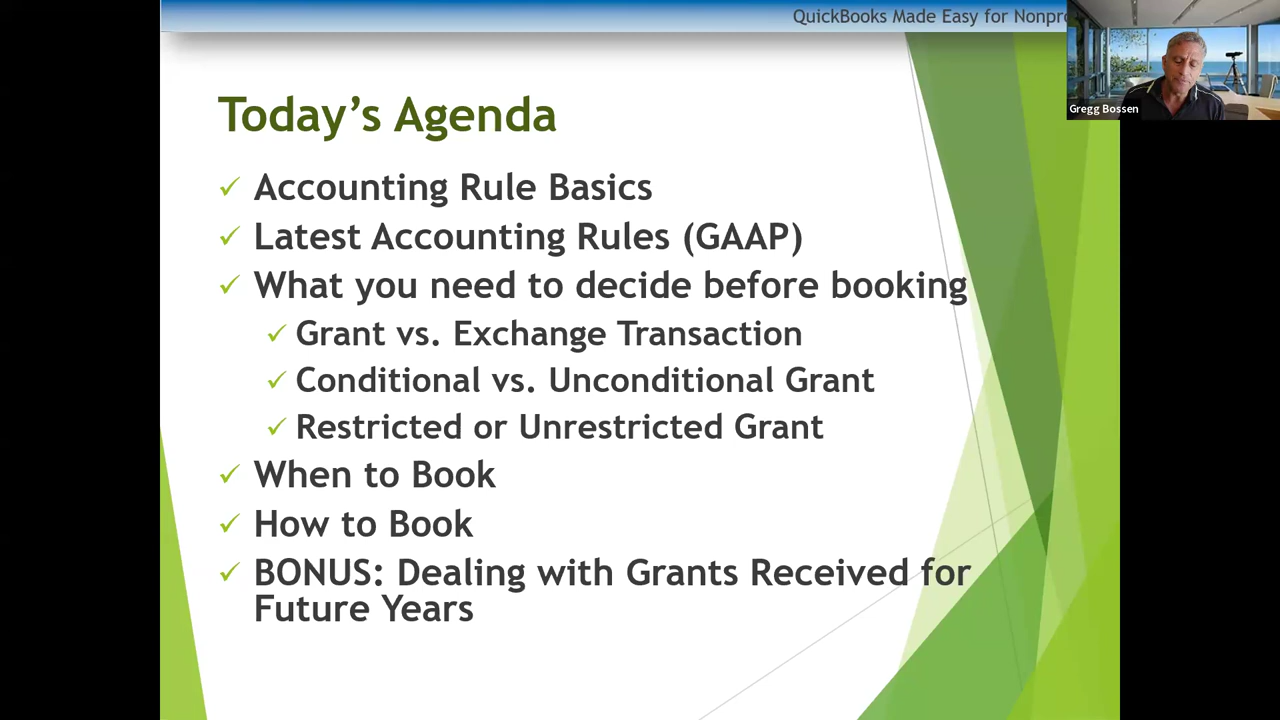 QuickBooks Made Easy for Nonpro
Gregg Bossen
Today's Agenda
✓ Accounting Rule Basics
✓ Latest Accounting Rules (GAAP)
✓ What you need to decide before booking
✓ Grant vs. Exchange Transaction
✓ Conditional vs. Unconditional Grant
✓ Restricted or Unrestricted Grant
✓ When to Book
✓ How to Book
✓ BONUS: Dealing with Grants Received for
Future Years